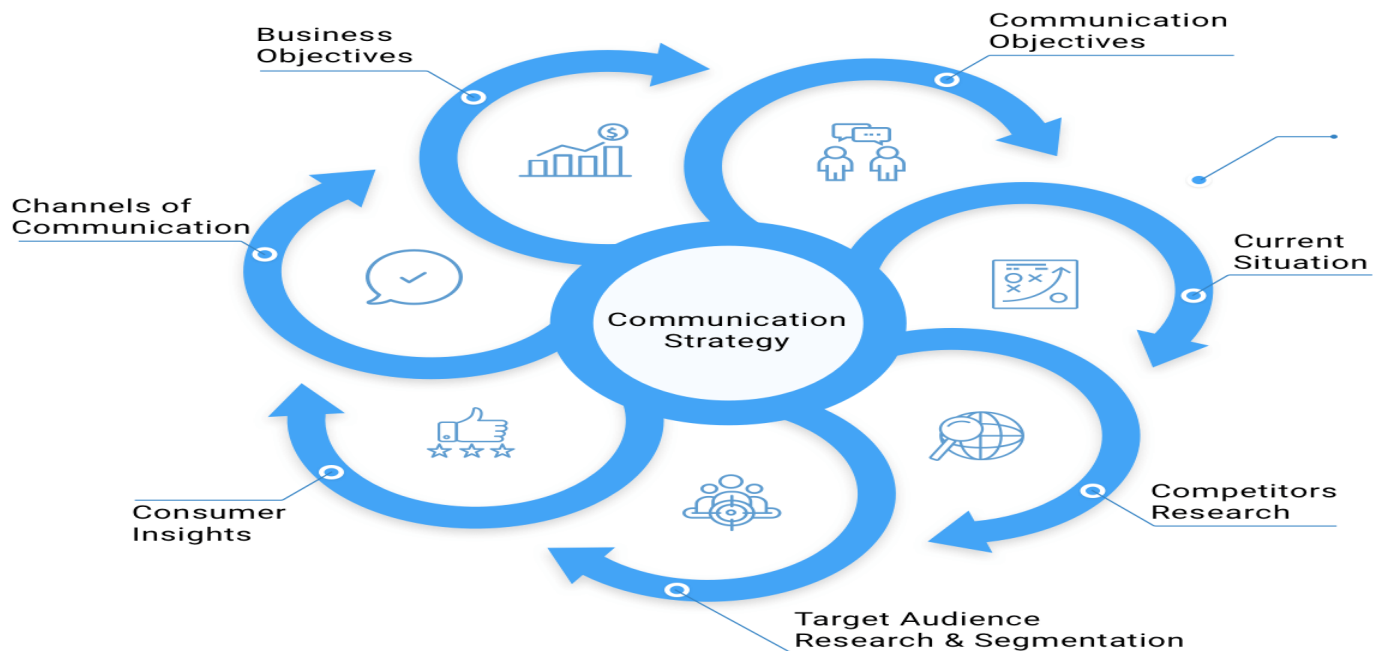 Business
Objectives
Communication
Objectives
$
Channels of
Communication
Current
Situation
Communication
Strategy
Consumer
Insights
Competitors
Research
Target Audience
Research & Segmentation